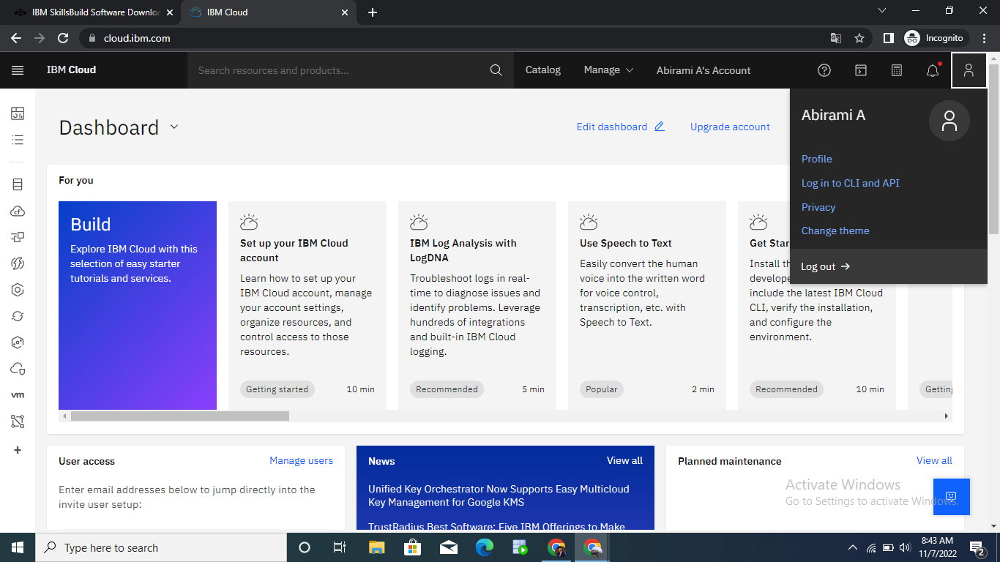 IBM SkillsBuild Software Downloa
IBM Cloud
cloud.ibm.com
Incognito
IBM Cloud
Search resources and products...
Catalog
Manage
Abirami A's Account
Dashboard
Edit dashboard
Upgrade account
Abirami A
Profile
Log in to CLI and API
Privacy
Change theme
Log out
For you
Build
Explore IBM Cloud with this
selection of easy starter
tutorials and services.
Set up your IBM Cloud
account
Learn how to set up your
IBM Cloud account, manage
your account settings,
organize resources, and
control access to those
resources.
Getting started
10 min
IBM Log Analysis with
LogDNA
Troubleshoot logs in real-
time to diagnose issues and
identify problems. Leverage
hundreds of integrations
and built-in IBM Cloud
logging.
Recommended
5 min
Use Speech to Text
Easily convert the human
voice into the written word
for voice control,
transcription, etc. with
Speech to Text.
Popular
2 min
Get Star
Install th
develope
include the latest IBM Cloud
CLI, verify the installation,
and configure the
environment.
Recommended
10 min
Getting
cf
vm
User access
Manage users
Enter email addresses below to jump directly into the
invite user setup:
News
View all
Unified Key Orchestrator Now Supports Easy Multicloud
Key Management for Google KMS
TrustRadius Best Software: Five IBM Offerings to Make
Planned maintenance
View all
Activate Windows
Go to Settings to activate Windows.
Type here to search
8:43 AM
11/7/2022
2